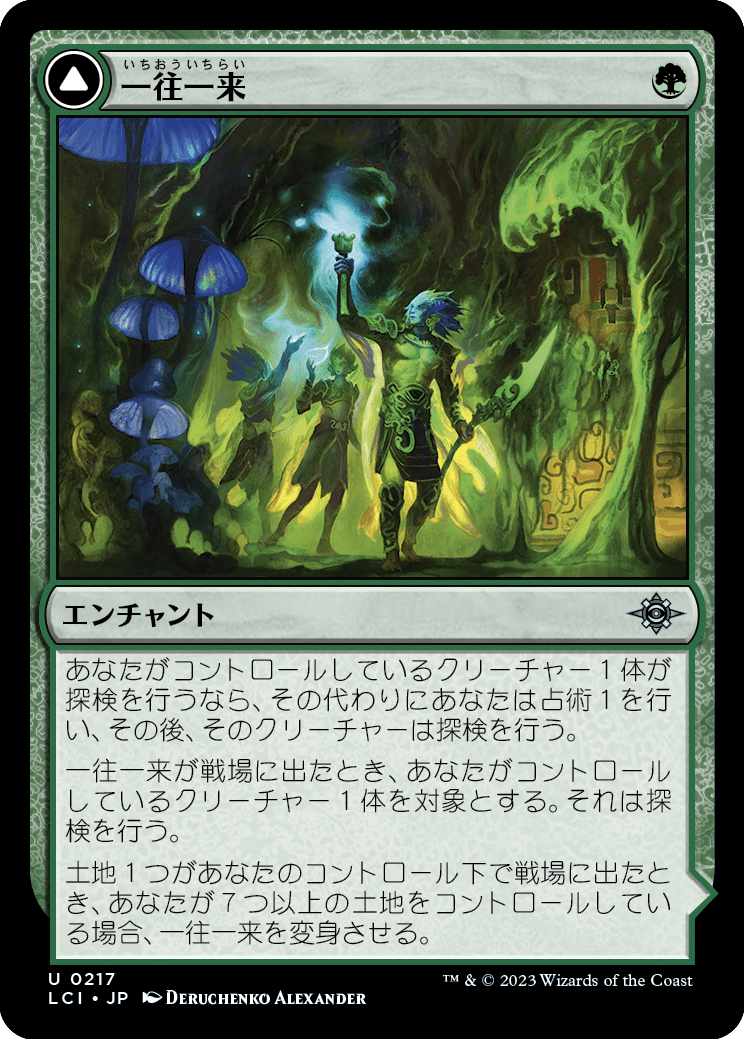 いちおういちらい
一往一来
エンチャント
あなたがコントロールしているクリーチャー１体が
探検を行うなら、その代わりにあなたは占術１を行
い、その後、そのクリーチャーは探検を行う。
一往一来が戦場に出たとき、あなたがコントロール
しているクリーチャー１体を対象とする。それは探
検を行う。
土地１つがあなたのコントロール下で戦場に出たと
き、あなたが７つ以上の土地をコントロールしてい
る場合、一往一来を変身させる。
U 0217
LCI • JP DERUCHENKO ALEXANDER
™ & © 2023 Wizards of the Coast